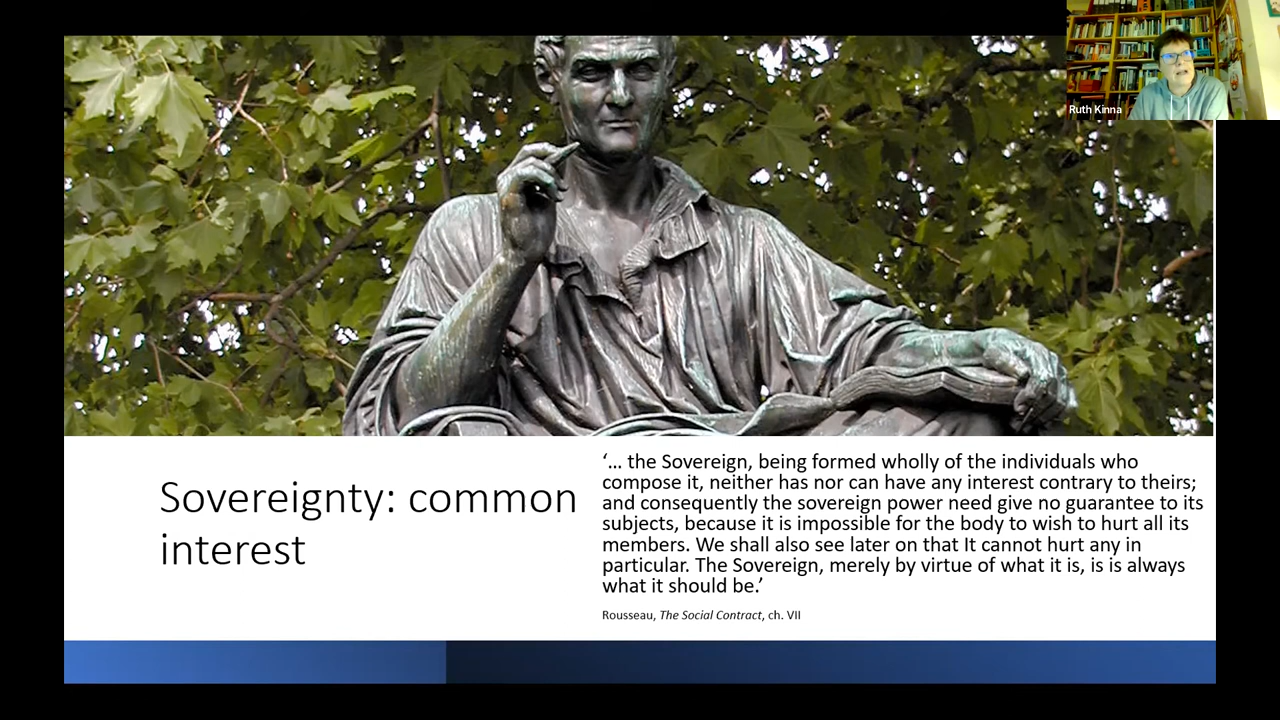 Ruth Kinna
Sovereignty: common
interest
‘… the Sovereign, being formed wholly of the individuals who
compose it, neither has nor can have any interest contrary to theirs;
and consequently the sovereign power need give no guarantee to its
subjects, because it is impossible for the body to wish to hurt all its
members. We shall also see later on that It cannot hurt any in
particular. The Sovereign, merely by virtue of what it is, is is always
what it should be.’
Rousseau, The Social Contract, ch. VII